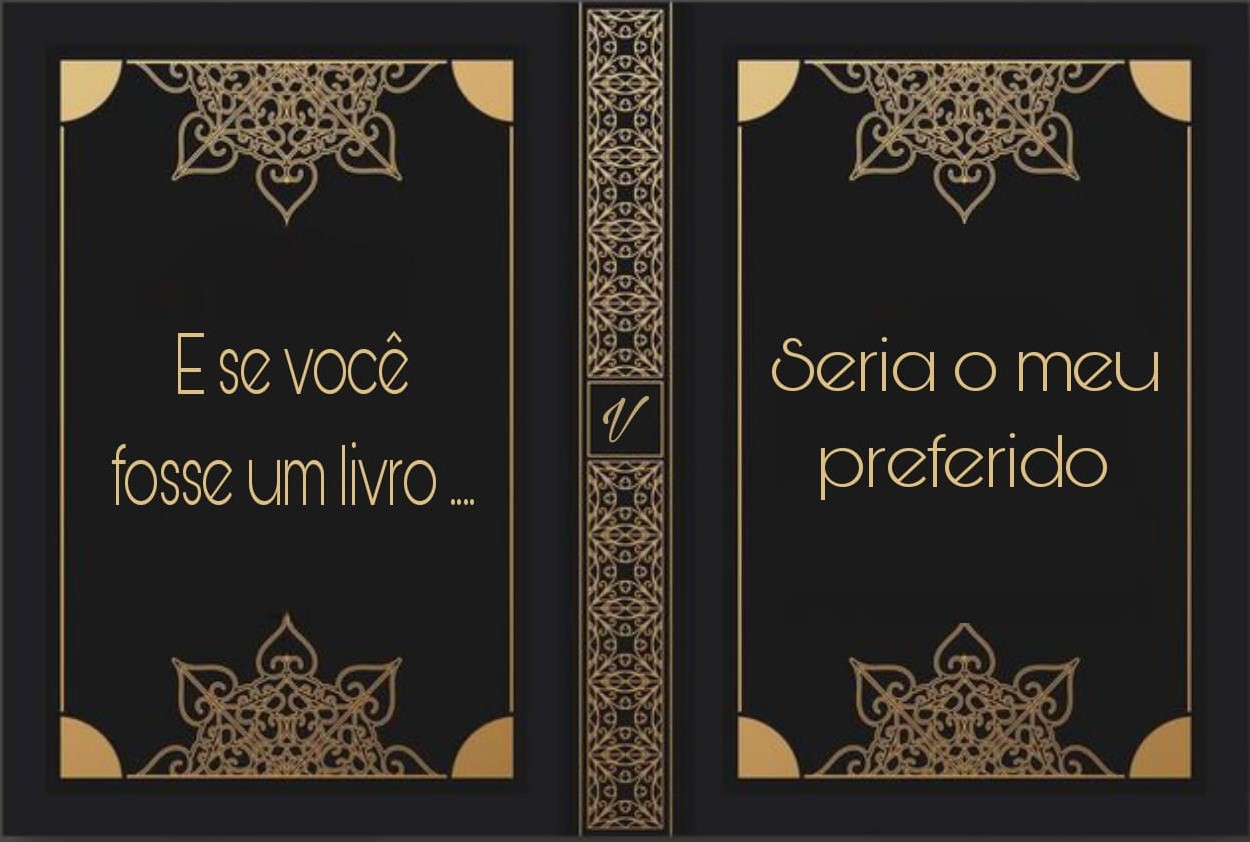 E se você
fosse um livro ....
V
Seria o meu
preferido